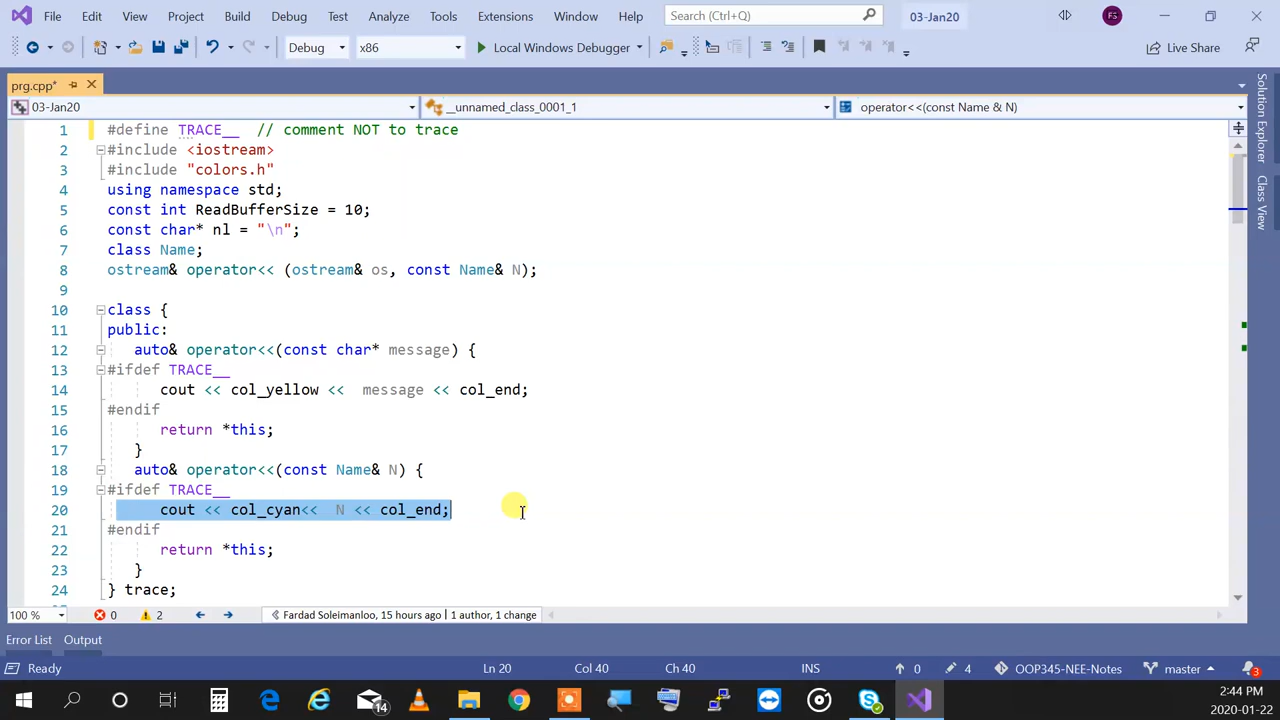 File Edit View Project Build Debug Test Analyze Tools Extensions Window Help Search (Ctrl+Q) 03-Jan20 FS
Debug x86 Local Windows Debugger Live Share
prg.cpp*
03-Jan20 __unnamed_class_0001_1 operator<<(const Name & N)
1 #define TRACE__ // comment NOT to trace
2 #include <iostream>
3 #include "colors.h"
4 using namespace std;
5 const int ReadBufferSize = 10;
6 const char* nl = "\n";
7 class Name;
8 ostream& operator<< (ostream& os, const Name& N);
9
10 class {
11 public:
12 auto& operator<<(const char* message) {
13 #ifdef TRACE__
14 cout << col_yellow << message << col_end;
15 #endif
16 return *this;
17 }
18 auto& operator<<(const Name& N) {
19 #ifdef TRACE__
20 cout << col_cyan<< N << col_end;
21 #endif
22 return *this;
23 }
24 } trace;
Solution Explorer
Class View
100 % 0 2 Fardad Soleimanloo, 15 hours ago | 1 author, 1 change
Error List Output
Ready Ln 20 Col 40 Ch 40 INS 0 4 OOP345-NEE-Notes master 3
14 2:44 PM
2020-01-22